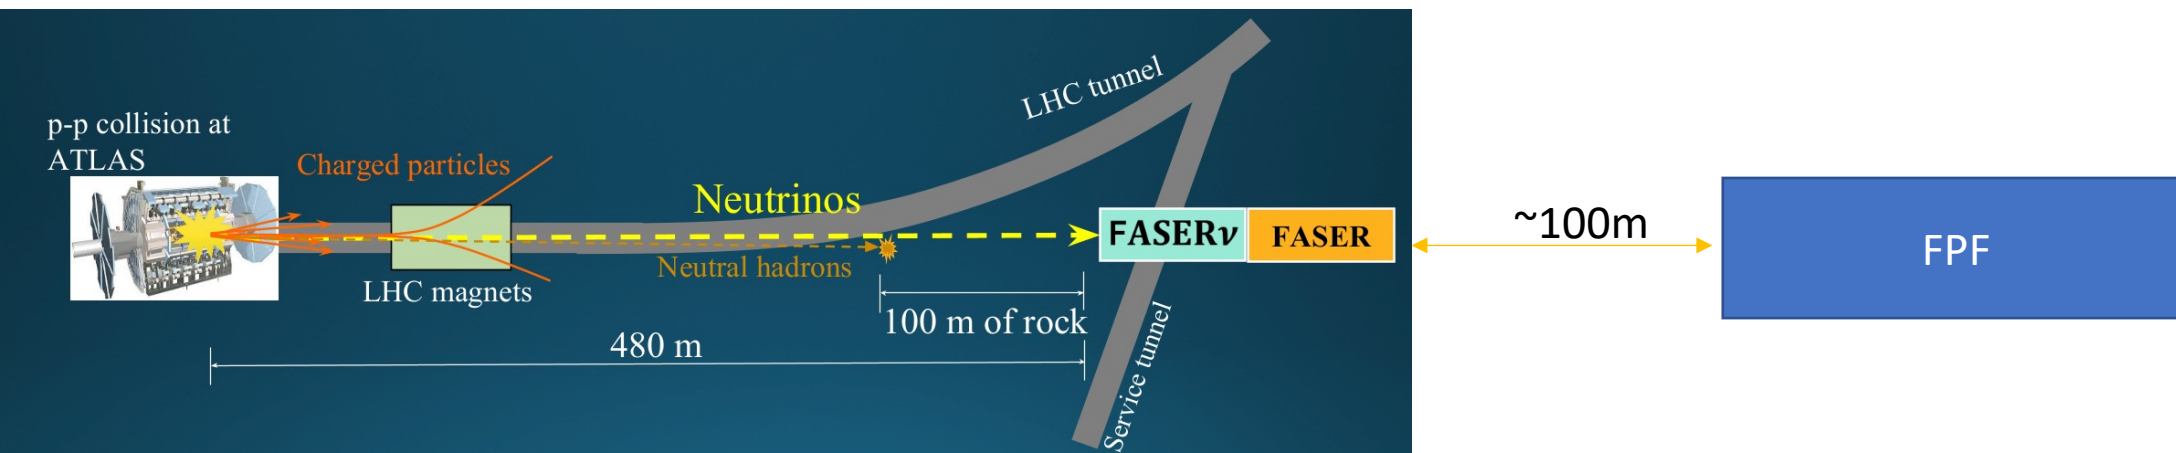 p-p collision at
ATLAS
Charged particles
LHC magnets
Neutrinos
Neutral hadrons
LHC tunnel
FASERν
FASER
100 m of rock
480 m
Service tunnel
~100m
FPF